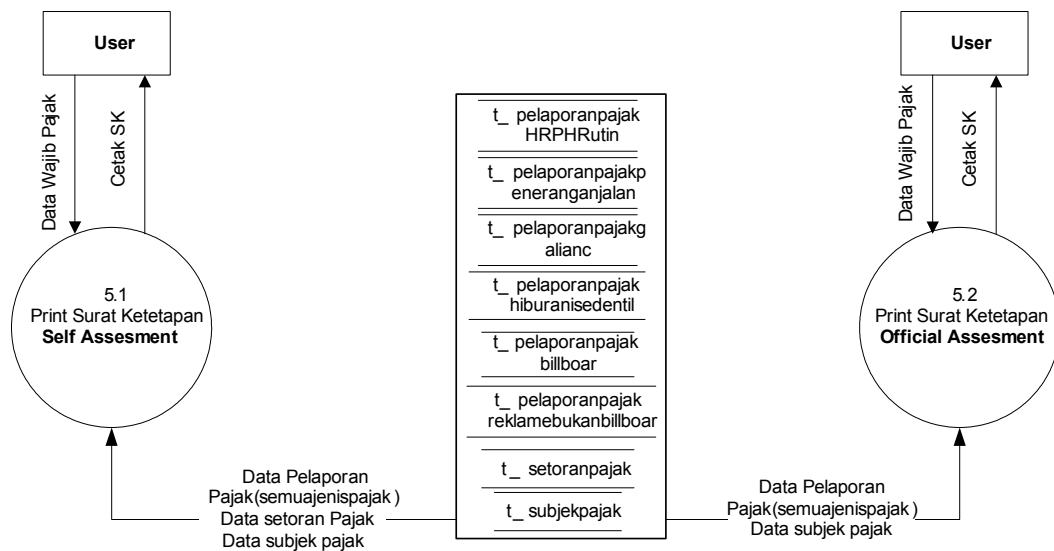 User
Data Wajib Pajak
Cetak SK
5.1
Print Surat Ketetapan
Self Assesment
Data Pelaporan
Pajak(semuajenispajak)
Data setoran Pajak
Data subjek pajak
t_ pelaporanpajak
HRPHRutin
t_ pelaporanpajakp
eneranganjalan
t_ pelaporanpajakg
alianc
t_ pelaporanpajak
hiburanisedentil
t_ pelaporanpajak
billboar
t_ pelaporanpajak
reklamebukanbillboar
t_ setoranpajak
t_ subjekpajak
User
Data Wajib Pajak
Cetak SK
5.2
Print Surat Ketetapan
Official Assesment
Data Pelaporan
Pajak(semuajenispajak)
Data subjek pajak